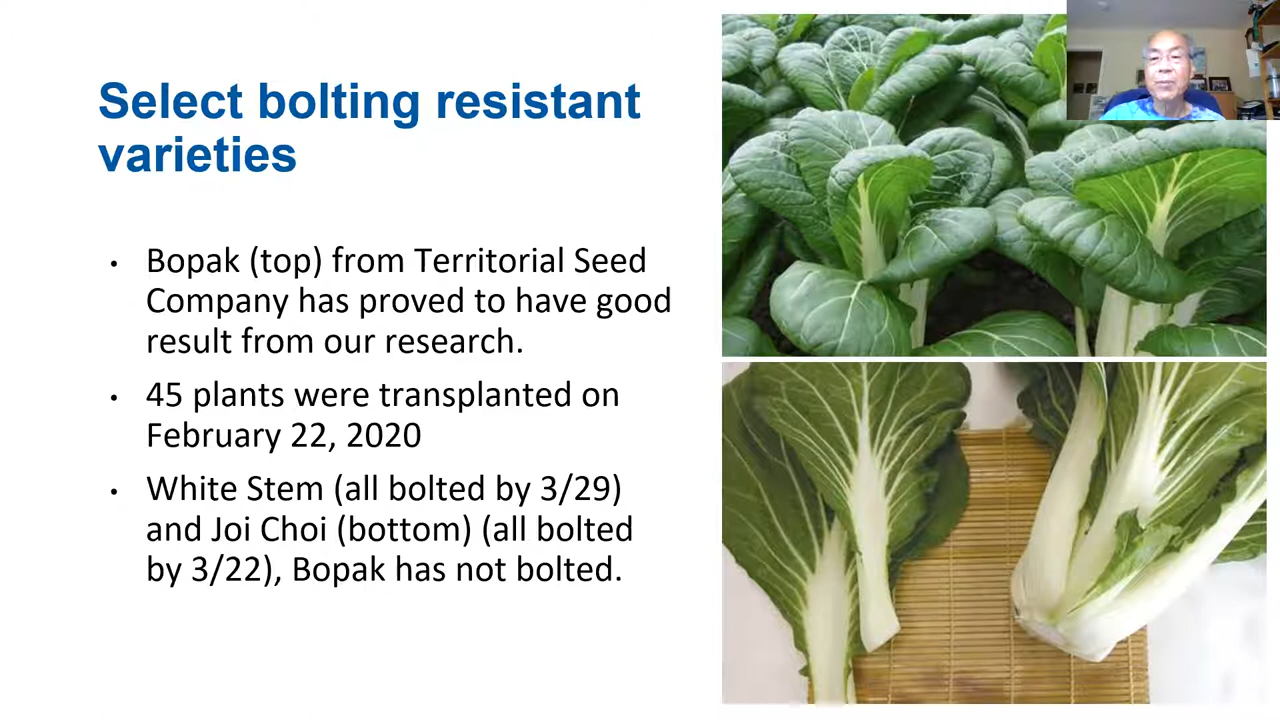 Select bolting resistant
varieties
• Bopak (top) from Territorial Seed
Company has proved to have good
result from our research.
• 45 plants were transplanted on
February 22, 2020
• White Stem (all bolted by 3/29)
and Joi Choi (bottom) (all bolted
by 3/22), Bopak has not bolted.